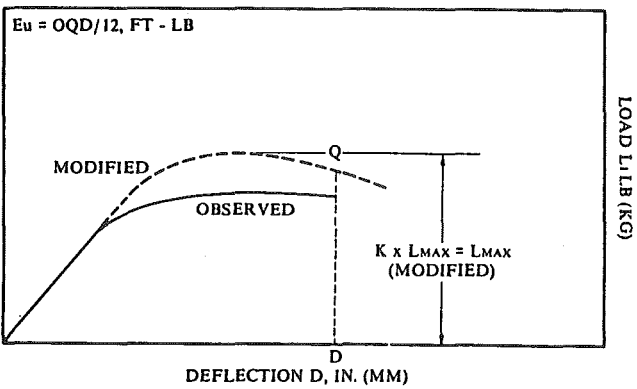 Eu = OQD/12, FT - LB
Q
MODIFIED
OBSERVED
K x LMAX = LMAX
(MODIFIED)
LOAD L, LB (KG)
D
DEFLECTION D, IN. (MM)